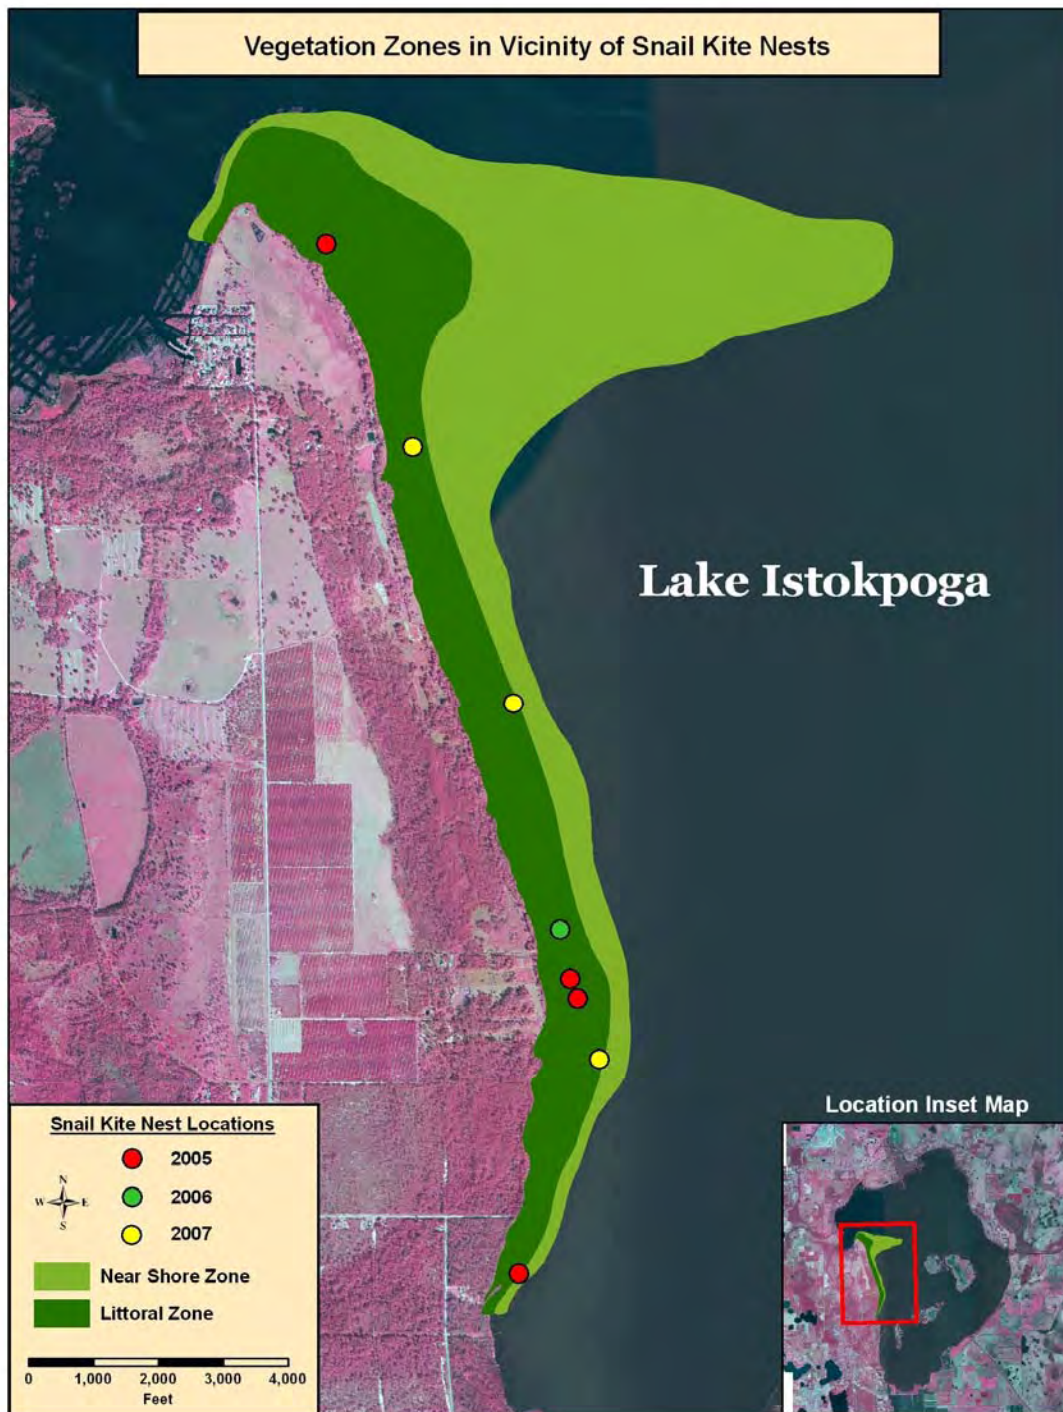 Vegetation Zones in Vicinity of Snail Kite Nests
Lake Istokpoga
Snail Kite Nest Locations
2005
N
W E
S
2006
2007
Near Shore Zone
Littoral Zone
0 1,000 2,000 3,000 4,000
Feet
Location Inset Map